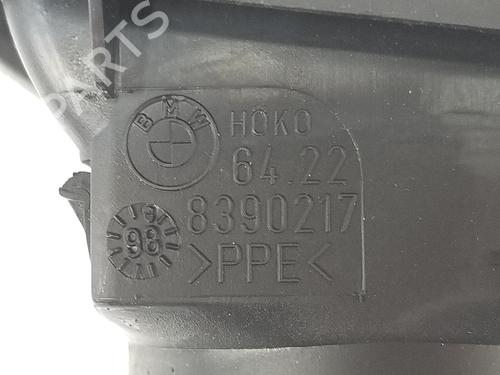 BMW
HÖKO
64.22
8390217
98
>PPE<
PARTS